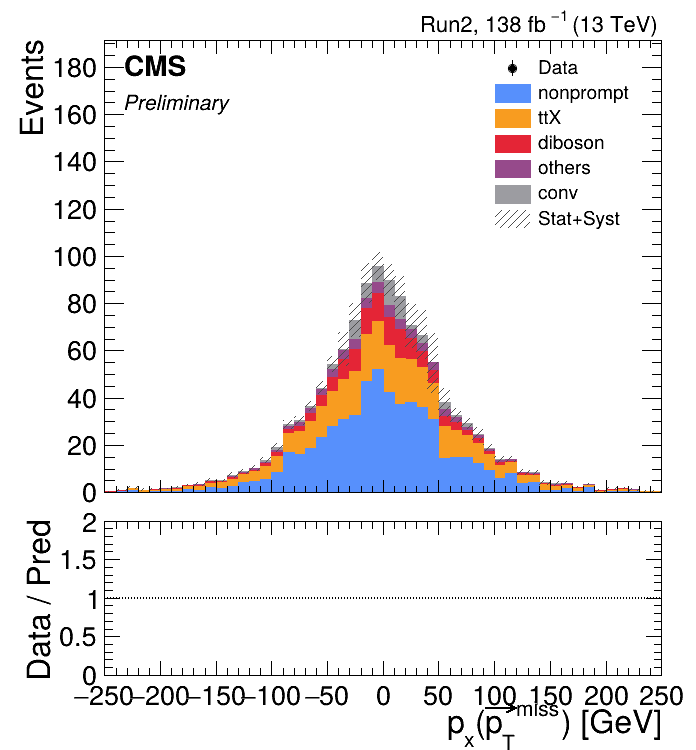 Run2, 138 fb⁻¹ (13 TeV)
CMS
Preliminary
Events
180
160
140
120
100
80
60
40
20
0
Data
nonprompt
ttX
diboson
others
conv
Stat+Syst
Data / Pred
2
1.5
1
0.5
0
−250 −200 −150 −100 −50 0 50 100 150 200 250
pₓ(p⃗_T^miss) [GeV]